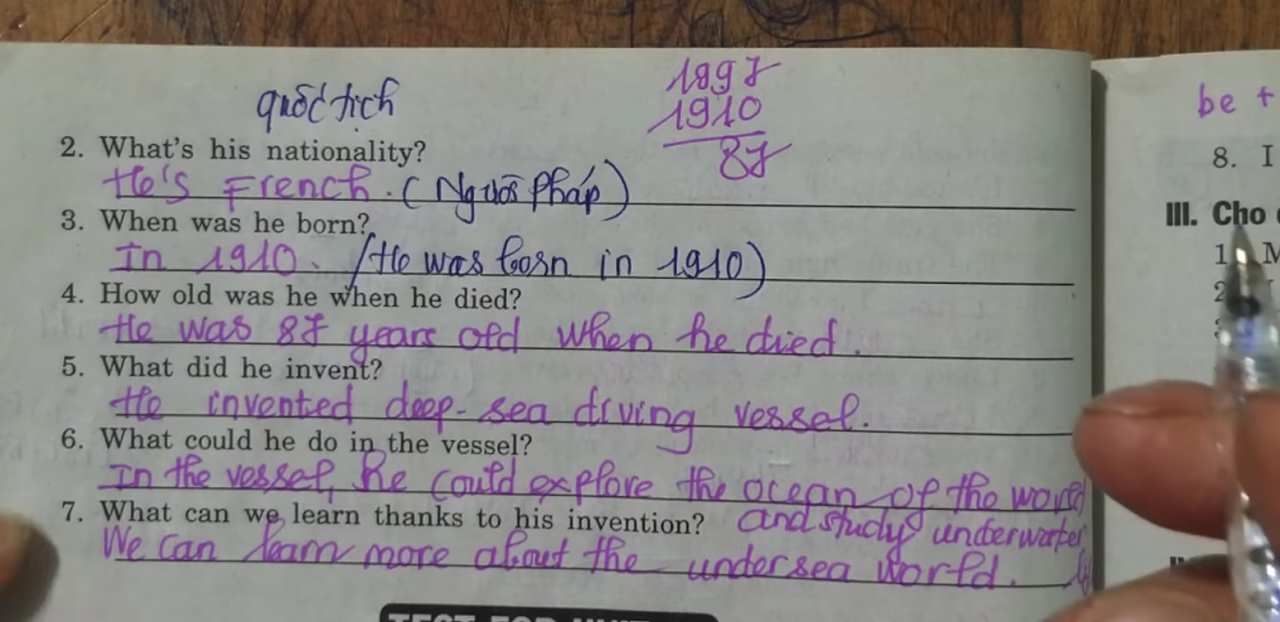 quốc tịch
1997
1910
87
2. What's his nationality?
He's French. (Người Pháp)
3. When was he born?
In 1910. / He was born in 1910)
4. How old was he when he died?
He was 87 years old when he died.
5. What did he invent?
He invented deep-sea diving vessel.
6. What could he do in the vessel?
In the vessel, he could explore the ocean of the world
and study underwater
7. What can we learn thanks to his invention?
We can learn more about the undersea world.
be +
8. I
III. Cho
1
2